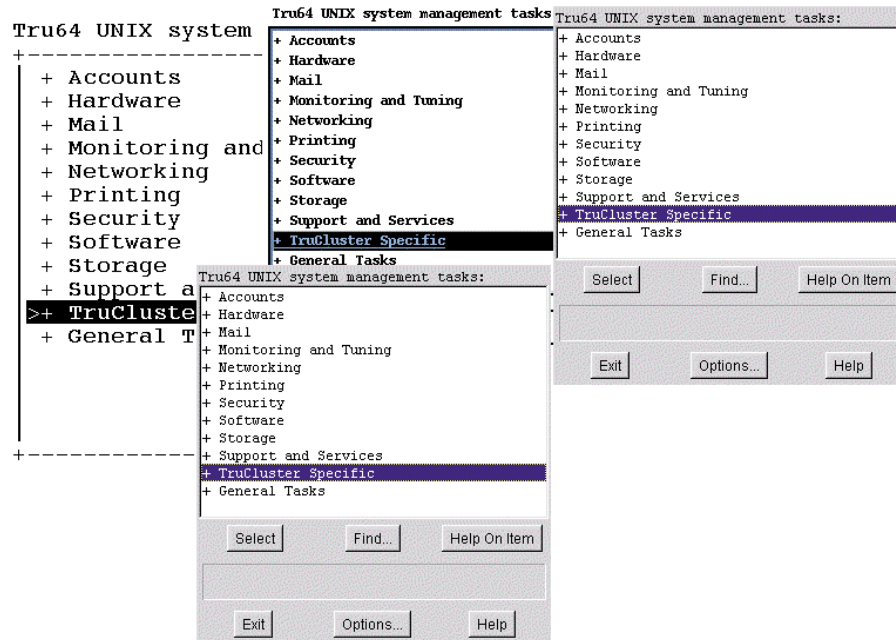 Tru64 UNIX system
+ Accounts
+ Hardware
+ Mail
+ Monitoring and
+ Networking
+ Printing
+ Security
+ Software
+ Storage
+ Support a
>+ TruCluste
+ General T
Tru64 UNIX system management tasks
+ Accounts
+ Hardware
+ Mail
+ Monitoring and Tuning
+ Networking
+ Printing
+ Security
+ Software
+ Storage
+ Support and Services
+ TruCluster Specific
+ General Tasks
Tru64 UNIX system management tasks:
+ Accounts
+ Hardware
+ Mail
+ Monitoring and Tuning
+ Networking
+ Printing
+ Security
+ Software
+ Storage
+ Support and Services
+ TruCluster Specific
+ General Tasks
Select Find... Help On Item
Exit Options... Help
Tru64 UNIX system management tasks:
+ Accounts
+ Hardware
+ Mail
+ Monitoring and Tuning
+ Networking
+ Printing
+ Security
+ Software
+ Storage
+ Support and Services
+ TruCluster Specific
+ General Tasks
Select Find... Help On Item
Exit Options... Help